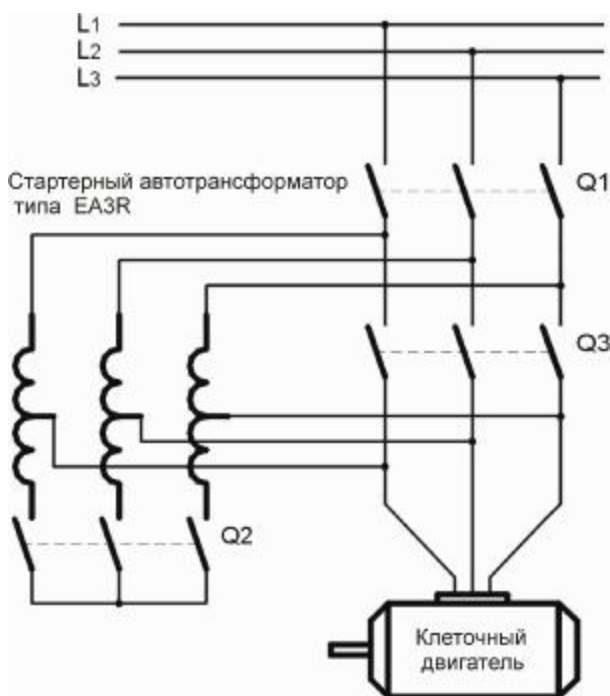 L1
L2
L3
Стартерный автотрансформатор
типа EA3R
Q1
Q3
Q2
Клеточный
двигатель